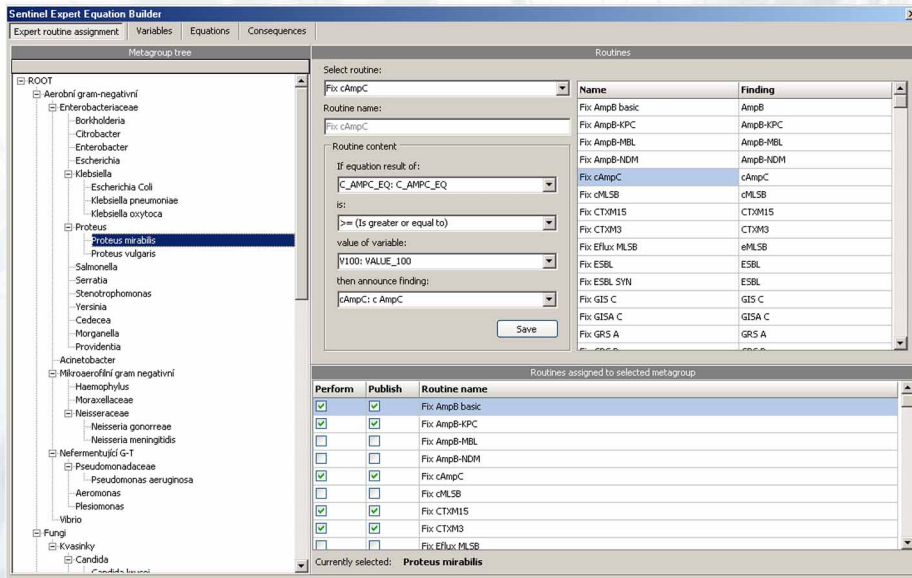 Sentinel Expert Equation Builder
Expert routine assignment Variables Equations Consequences
Metagroup tree
ROOT
Aerobní gram-negativní
Enterobacteriaceae
Borkholderia
Citrobacter
Enterobacter
Escherichia
Klebsiella
Escherichia Coli
Klebsiella pneumoniae
Klebsiella oxytoca
Proteus
Proteus mirabilis
Proteus vulgaris
Salmonella
Serratia
Stenotrophomonas
Yersinia
Cedecea
Morganella
Providentia
Acinetobacter
Mikroaerofilní gram negativní
Haemophylus
Moraxellaceae
Neisseraceae
Neisseria gonorreae
Neisseria meningitidis
Nefermentující G-T
Pseudomonadaceae
Pseudomonas aeruginosa
Aeromonas
Plesiomonas
Vibrio
Fungi
Kvasinky
Candida
Candida krusei
Routines
Select routine:
Fix cAmpC
Routine name:
Fix cAmpC
Routine content
If equation result of:
C_AMPC_EQ: C_AMPC_EQ
is:
>= (Is greater or equal to)
value of variable:
V100: VALUE_100
then announce finding:
cAmpC: c AmpC
Save
Name Finding
Fix AmpB basic AmpB
Fix AmpB-KPC AmpB-KPC
Fix AmpB-MBL AmpB-MBL
Fix AmpB-NDM AmpB-NDM
Fix cAmpC cAmpC
Fix cMLSB cMLSB
Fix CTXM15 CTXM15
Fix CTXM3 CTXM3
Fix Eflux MLSB eMLSB
Fix ESBL ESBL
Fix ESBL SYN ESBL
Fix GIS C GIS C
Fix GISA C GISA C
Fix GRS A GRS A
Routines assigned to selected metagroup
Perform Publish Routine name
Fix AmpB basic
Fix AmpB-KPC
Fix AmpB-MBL
Fix AmpB-NDM
Fix cAmpC
Fix cMLSB
Fix CTXM15
Fix CTXM3
Fix Eflux MLSB
Currently selected: Proteus mirabilis